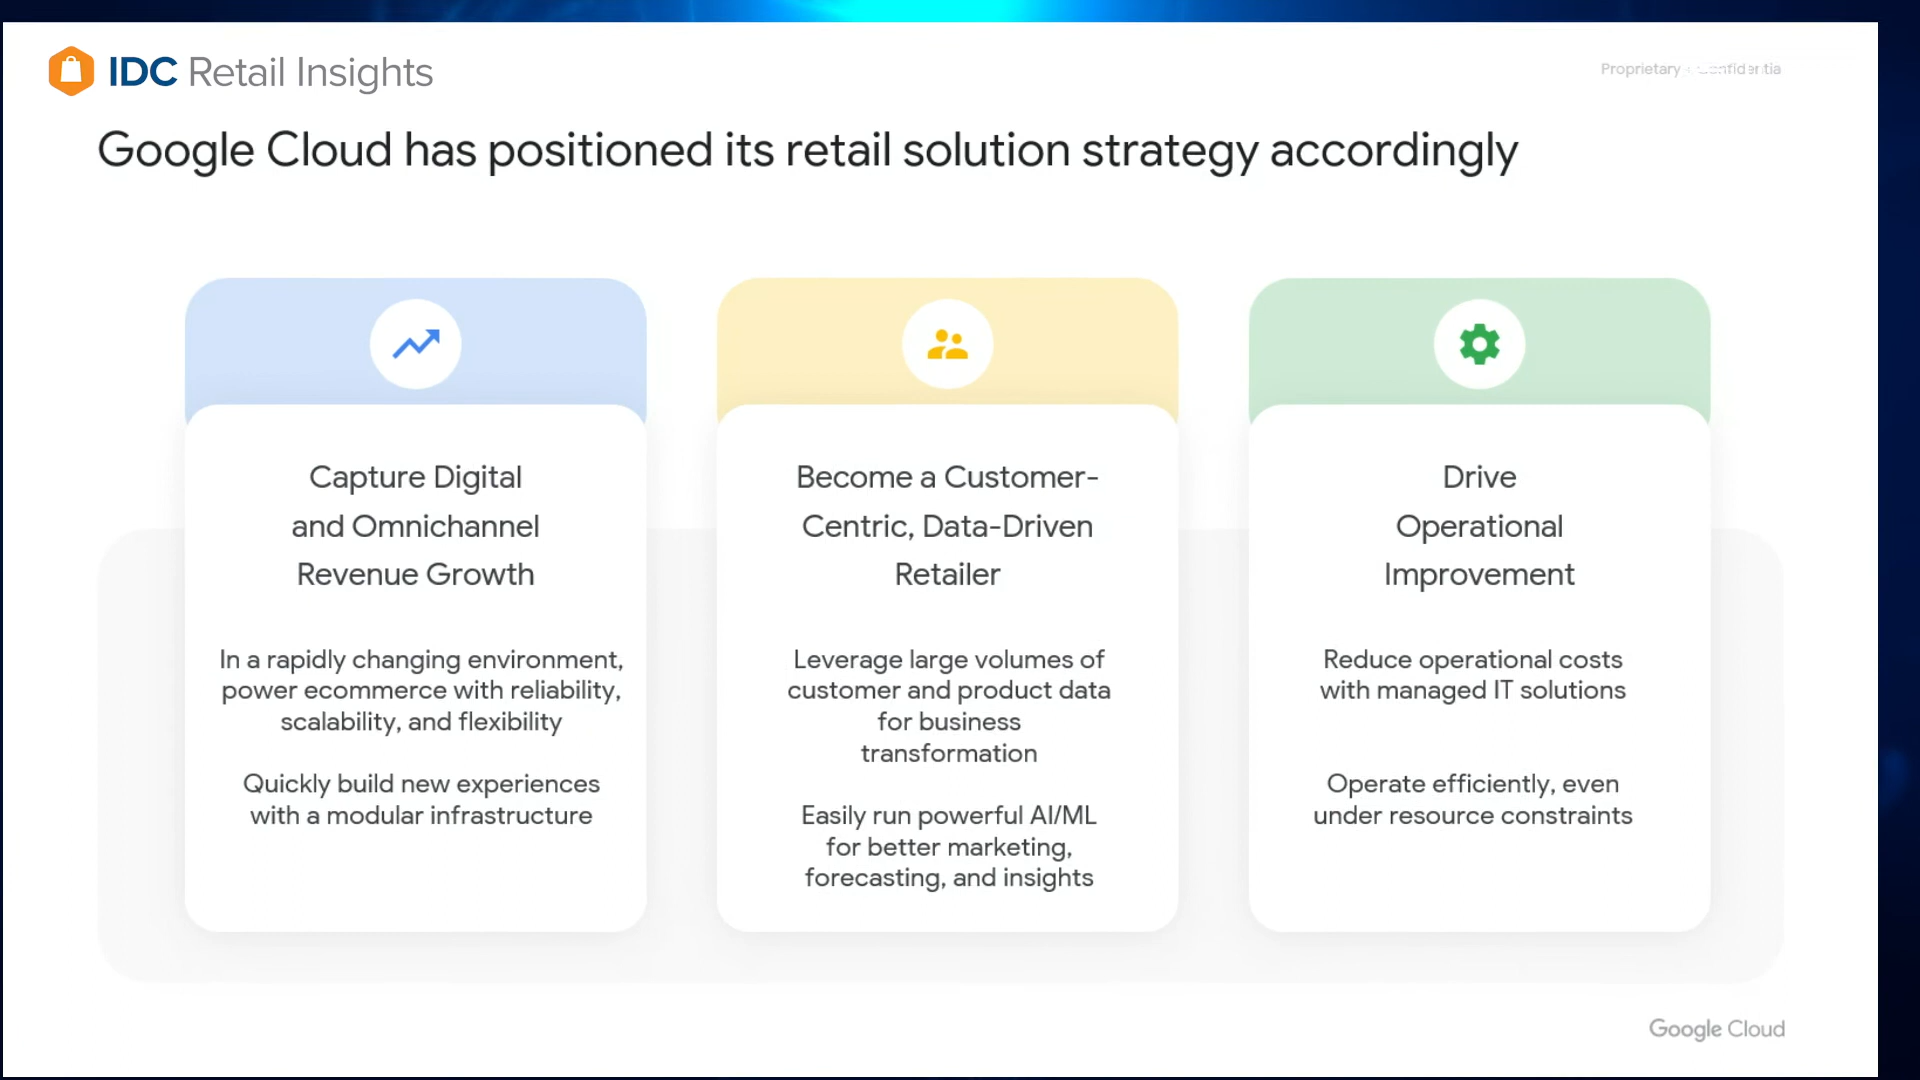 IDC Retail Insights
Proprietary
Google Cloud has positioned its retail solution strategy accordingly
Capture Digital
and Omnichannel
Revenue Growth
In a rapidly changing environment,
power ecommerce with reliability,
scalability, and flexibility
Quickly build new experiences
with a modular infrastructure
Become a Customer-
Centric, Data-Driven
Retailer
Leverage large volumes of
customer and product data
for business
transformation
Easily run powerful AI/ML
for better marketing,
forecasting, and insights
Drive
Operational
Improvement
Reduce operational costs
with managed IT solutions
Operate efficiently, even
under resource constraints
Google Cloud